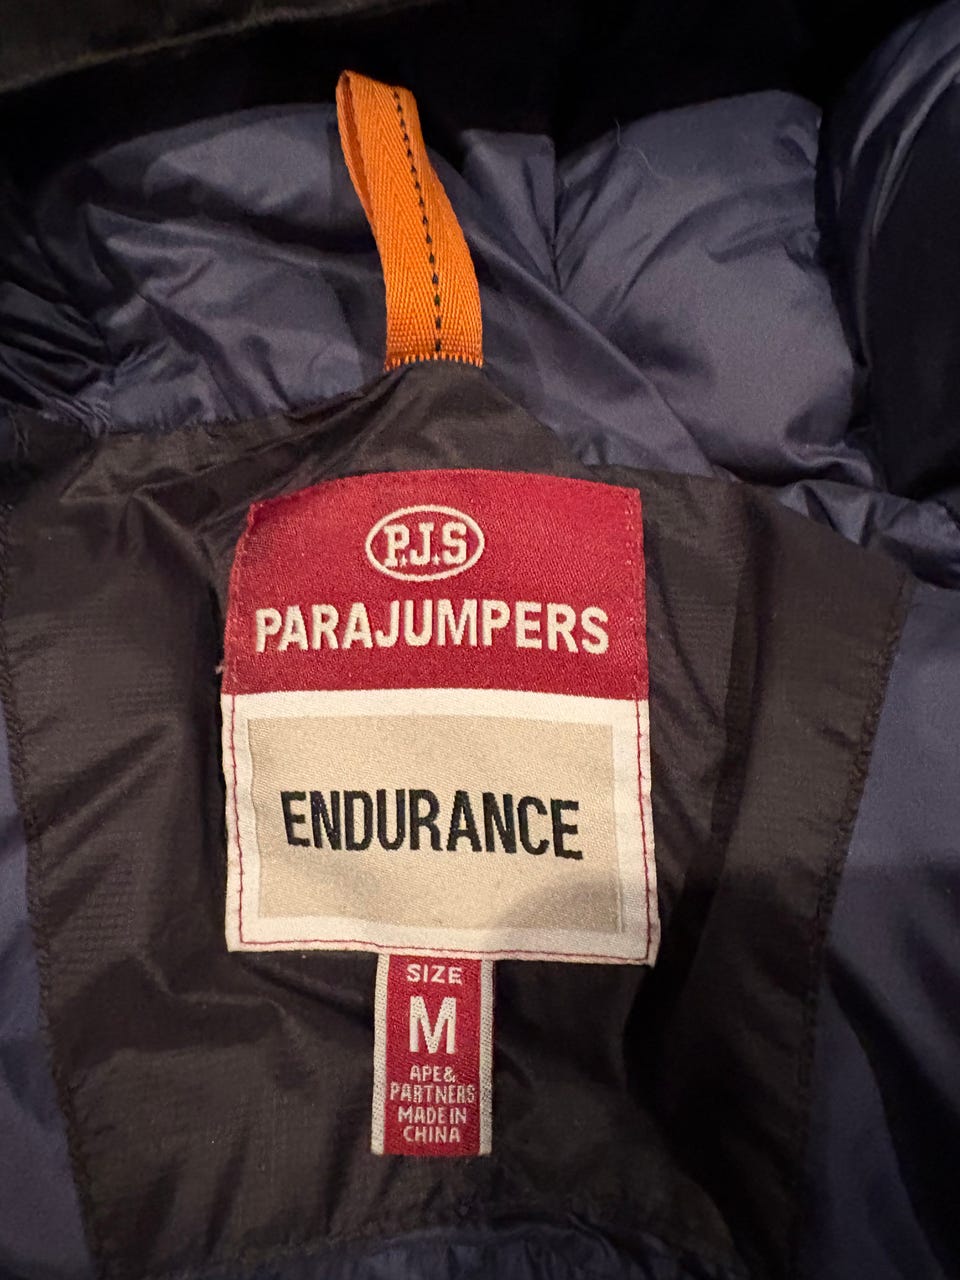 P.J.S
PARAJUMPERS
ENDURANCE
SIZE
M
APE&
PARTNERS
MADE IN
CHINA